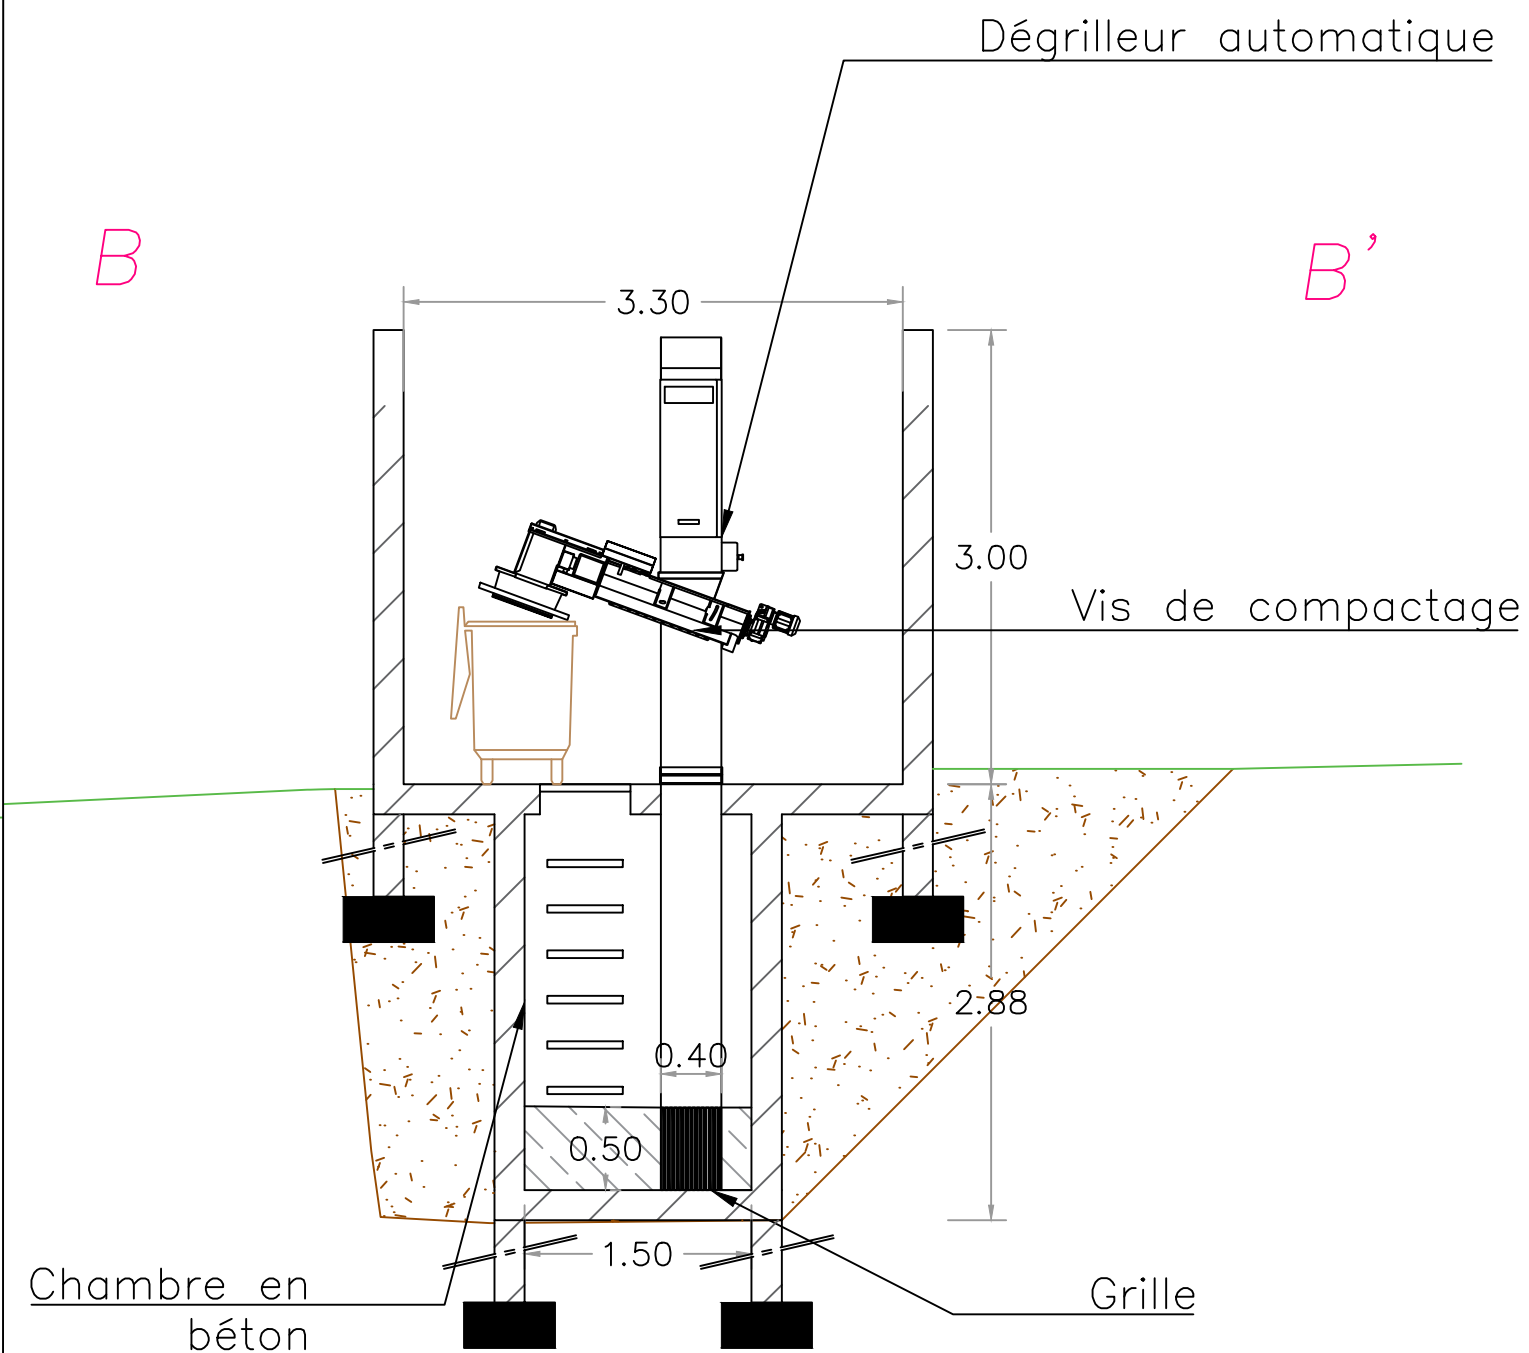 Dégrilleur automatique
B
B'
3.30
3.00
Vis de compactage
2.88
0.40
0.50
1.50
Chambre en
béton
Grille